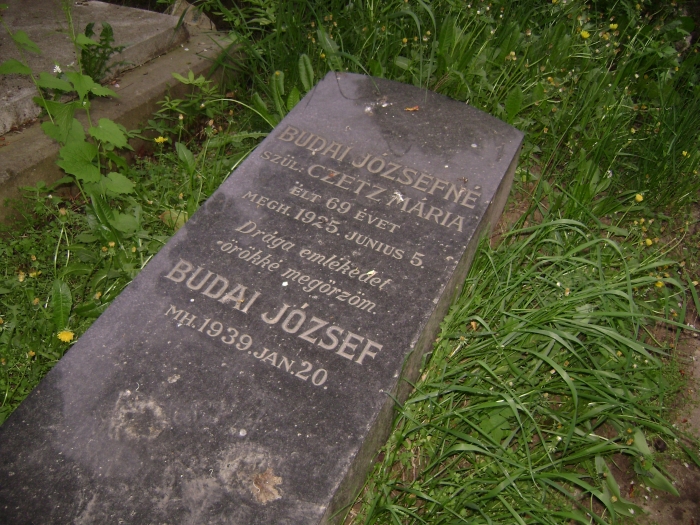 BUDAI JÓZSEFNÉ
SZÜL: CZETZ MÁRIA
ÉLT 69 ÉVET
MEGH. 1925. JUNIUS 5.
Drága emlékedet
örökké megőrzöm.
BUDAI JÓZSEF
MH. 1939. JAN. 20.